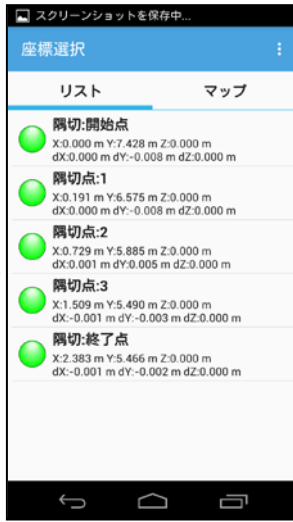 スクリーンショットを保存中...
座標選択
リスト
マップ
隅切:開始点
X:0.000 m Y:7.428 m Z:0.000 m
dX:0.000 m dY:-0.008 m dZ:0.000 m
隅切点:1
X:0.191 m Y:6.575 m Z:0.000 m
dX:0.000 m dY:-0.008 m dZ:0.000 m
隅切点:2
X:0.729 m Y:5.885 m Z:0.000 m
dX:0.001 m dY:0.005 m dZ:0.000 m
隅切点:3
X:1.509 m Y:5.490 m Z:0.000 m
dX:-0.001 m dY:-0.003 m dZ:0.000 m
隅切:終了点
X:2.383 m Y:5.466 m Z:0.000 m
dX:-0.001 m dY:-0.002 m dZ:0.000 m